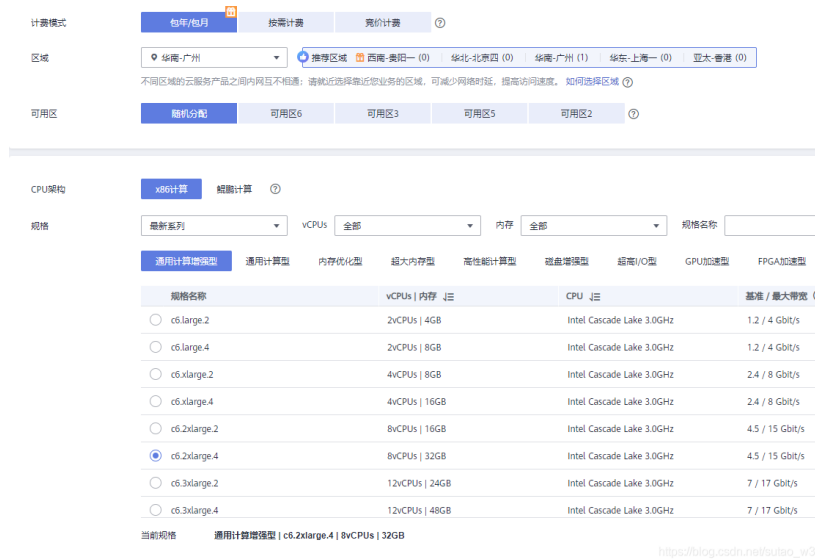 计费模式 包年/包月 按需计费 竞价计费
区域 华南-广州 推荐区域 西南-贵阳一 (0) 华北-北京四 (0) 华南-广州 (1) 华东-上海一 (0) 亚太-香港 (0)
不同区域的云服务产品之间内网互不相通；请就近选择靠近您业务的区域，可减少网络时延，提高访问速度。 如何选择区域
可用区 随机分配 可用区6 可用区3 可用区5 可用区2
CPU架构 x86计算 鲲鹏计算
规格 最新系列 vCPUs 全部 内存 全部 规格名称
通用计算增强型 通用计算型 内存优化型 超大内存型 高性能计算型 磁盘增强型 超高I/O型 GPU加速型 FPGA加速型
规格名称 vCPUs | 内存 CPU 基准 / 最大带宽
c6.large.2 2vCPUs | 4GB Intel Cascade Lake 3.0GHz 1.2 / 4 Gbit/s
c6.large.4 2vCPUs | 8GB Intel Cascade Lake 3.0GHz 1.2 / 4 Gbit/s
c6.xlarge.2 4vCPUs | 8GB Intel Cascade Lake 3.0GHz 2.4 / 8 Gbit/s
c6.xlarge.4 4vCPUs | 16GB Intel Cascade Lake 3.0GHz 2.4 / 8 Gbit/s
c6.2xlarge.2 8vCPUs | 16GB Intel Cascade Lake 3.0GHz 4.5 / 15 Gbit/s
c6.2xlarge.4 8vCPUs | 32GB Intel Cascade Lake 3.0GHz 4.5 / 15 Gbit/s
c6.3xlarge.2 12vCPUs | 24GB Intel Cascade Lake 3.0GHz 7 / 17 Gbit/s
c6.3xlarge.4 12vCPUs | 48GB Intel Cascade Lake 3.0GHz 7 / 17 Gbit/s
当前规格 通用计算增强型 | c6.2xlarge.4 | 8vCPUs | 32GB